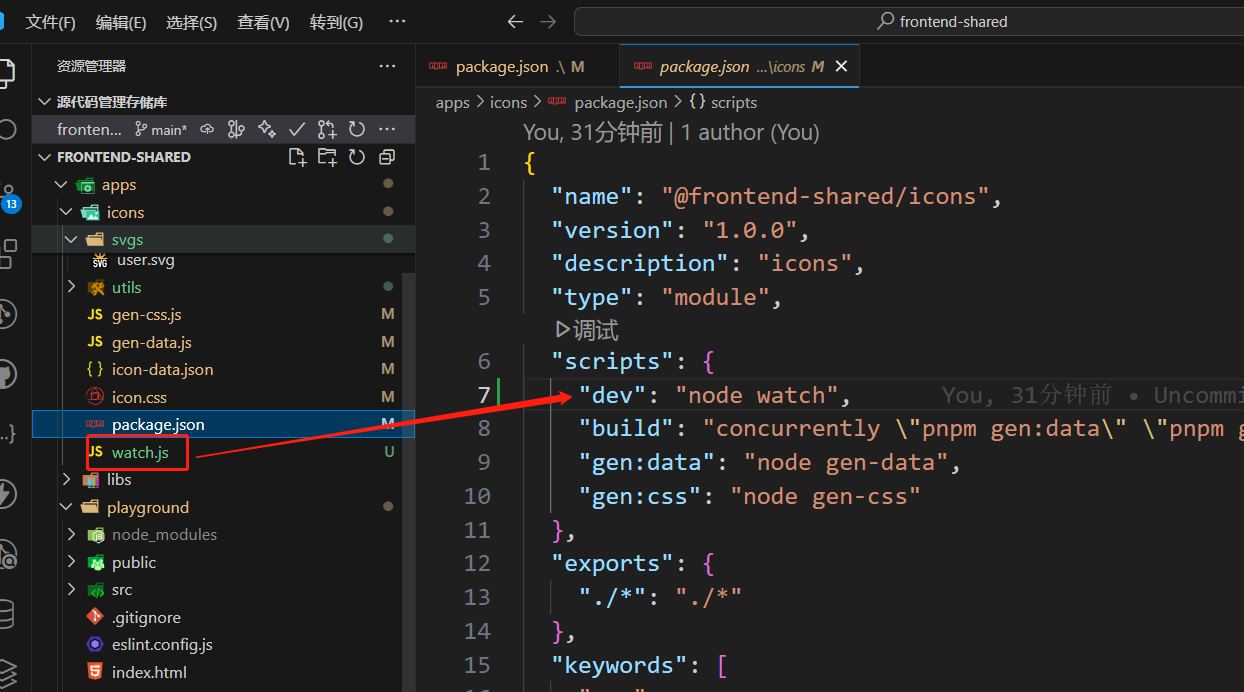 文件(F) 编辑(E) 选择(S) 查看(V) 转到(G) ··· frontend-shared
资源管理器 ···
源代码管理存储库
fronten... main* ···
FRONTEND-SHARED
apps
icons
svgs
SVG user.svg
utils
JS gen-css.js M
JS gen-data.js M
{ } icon-data.json M
icon.css M
package.json M
JS watch.js U
libs
playground
node_modules
public
src
.gitignore
eslint.config.js
index.html
13
package.json .\ M package.json ...\icons M
apps > icons > package.json > { } scripts
You, 31分钟前 | 1 author (You)
1 {
2 "name": "@frontend-shared/icons",
3 "version": "1.0.0",
4 "description": "icons",
5 "type": "module",
调试
6 "scripts": {
7 "dev": "node watch", You, 31分钟前 • Uncommi
8 "build": "concurrently \"pnpm gen:data\" \"pnpm g
9 "gen:data": "node gen-data",
10 "gen:css": "node gen-css"
11 },
12 "exports": {
13 "./*": "./*"
14 },
15 "keywords": [